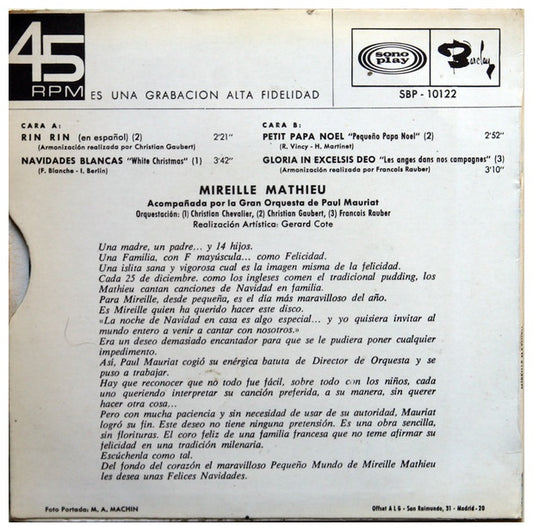 45
RPM
ES UNA GRABACION ALTA FIDELIDAD
sono
play
Barclay
SBP - 10122
CARA A:
RIN RIN (en español) (2) 2'21"
(Armonización realizada por Christian Gaubert)
NAVIDADES BLANCAS "White Christmas" (1) 3'42"
(F. Blanche - I. Berlin)
CARA B:
PETIT PAPA NOEL "Pequeño Papa Noel" (2) 2'52"
(R. Vincy - H. Martinet)
GLORIA IN EXCELSIS DEO "Les anges dans nos campagnes" (3)
(Armonización realizada por Francois Rauber) 3'10"
MIREILLE MATHIEU
Acompañada por la Gran Orquesta de Paul Mauriat
Orquestación: (1) Christian Chevalier, (2) Christian Gaubert, (3) Francois Rauber
Realización Artística: Gerard Cote
Una madre, un padre... y 14 hijos.
Una Familia, con F mayúscula... como Felicidad.
Una islita sana y vigorosa cual es la imagen misma de la felicidad.
Cada 25 de diciembre. como los ingleses comen el tradicional pudding, los
Mathieu cantan canciones de Navidad en familia.
Para Mireille, desde pequeña, es el día más maravilloso del año.
Es Mireille quien ha querido hacer este disco.
«La noche de Navidad en casa es algo especial... y yo quisiera invitar al
mundo entero a venir a cantar con nosotros.»
Era un deseo demasiado encantador para que se le pudiera poner cualquier
impedimento.
Así, Paul Mauriat cogió su enérgica batuta de Director de Orquesta y se
puso a trabajar.
Hay que reconocer que no todo fue fácil, sobre todo con los niños, cada
uno queriendo interpretar su canción preferida, a su manera, sin querer
hacer otra cosa...
Pero con mucha paciencia y sin necesidad de usar de su autoridad, Mauriat
logró su fin. Este deseo no tiene ninguna pretensión. Es una obra sencilla,
sin florituras. El coro feliz de una familia francesa que no teme afirmar su
felicidad en una tradición milenaria.
Escúchenla como tal.
Del fondo del corazón el maravilloso Pequeño Mundo de Mireille Mathieu
les desea unas Felices Navidades.
Foto Portada: M. A. MACHIN
Offset A L G - San Raimundo, 31 - Madrid - 20